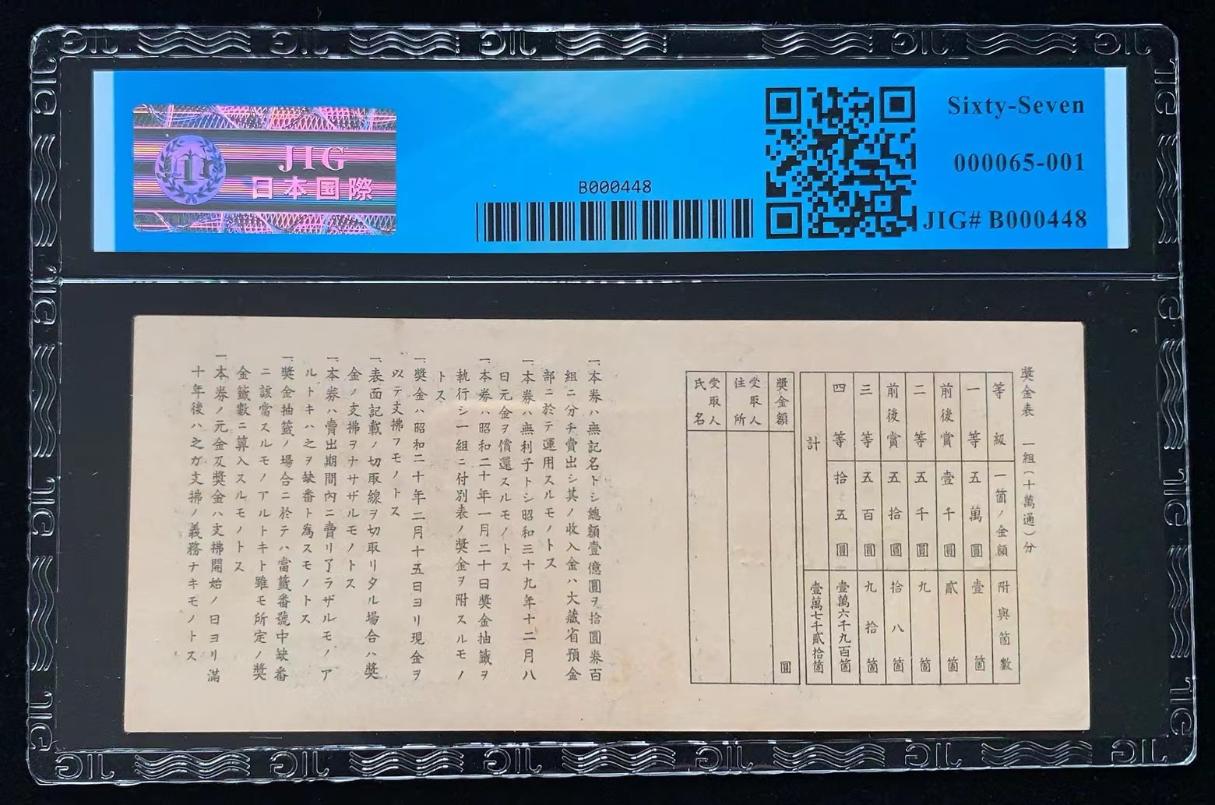 JIG
日本国際
B000448
Sixty-Seven
000065-001
JIG# B000448
奬金表　一組(十萬通)分
等級　一箇ノ金額　附與箇數
一等　五萬圓　壹箇
前後賞　壹千圓　貳箇
二等　五千圓　九箇
前後賞　五拾圓　拾八箇
三等　五百圓　九拾箇
四等　拾五圓　壹萬六千九百箇
計　壹萬七千貳拾箇
奬金額　圓
受取人住所
受取人氏名
一、本券ハ無記名トシ總額壹億圓ヲ拾圓券百
組ニ分チ賣出シ其ノ收入金ハ大藏省預金
部ニ於テ運用スルモノトス
一、本券ハ無利子トシ昭和三十九年十二月八
日元金ヲ償還スルモノトス
一、本券ハ昭和二十年一月二十日奬金抽籤ヲ
執行シ一組ニ付別表ノ奬金ヲ附スルモノ
トス
一、奬金ハ昭和二十年二月十五日ヨリ現金ヲ
以テ支拂フモノトス
一、表面記載ノ切取線ヲ切取リタル場合ハ奬
金ノ支拂ヲナサザルモノトス
一、本券ハ賣出期間內ニ賣リ了ラザルモノア
ルトキハ之ヲ缺番ト爲スモノトス
一、奬金抽籤ノ場合ニ於テハ當籤番號中缺番
ニ該當スルモノアルトキト雖モ所定ノ奬
金籤數ニ算入スルモノトス
一、本券ノ元金及奬金ハ支拂開始ノ日ヨリ滿
十年後ハ之ガ支拂ノ義務ナキモノトス